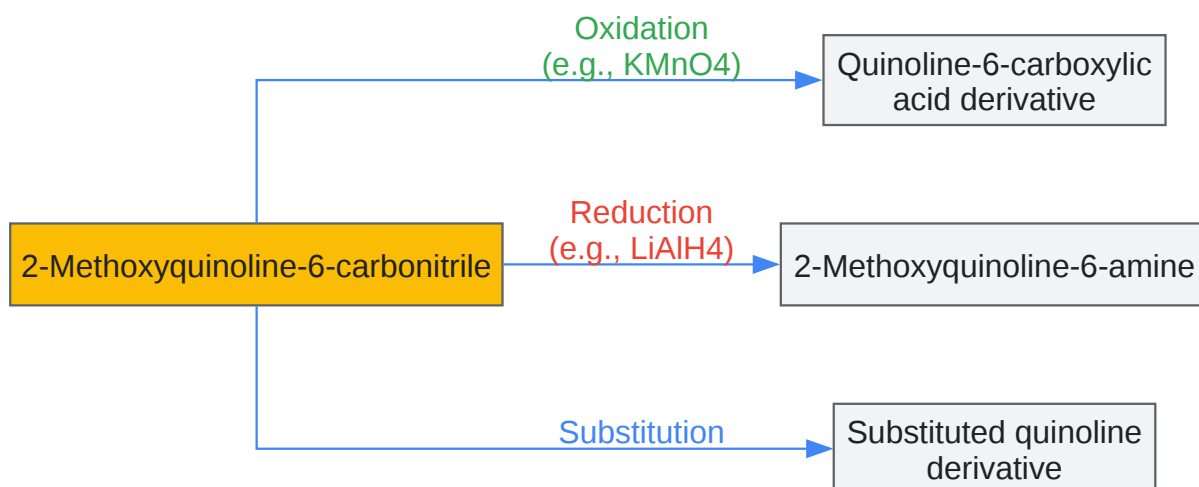 Oxidation
(e.g., KMnO4)
Quinoline-6-carboxylic
acid derivative
2-Methoxyquinoline-6-carbonitrile
Reduction
(e.g., LiAlH4)
2-Methoxyquinoline-6-amine
Substitution
Substituted quinoline
derivative